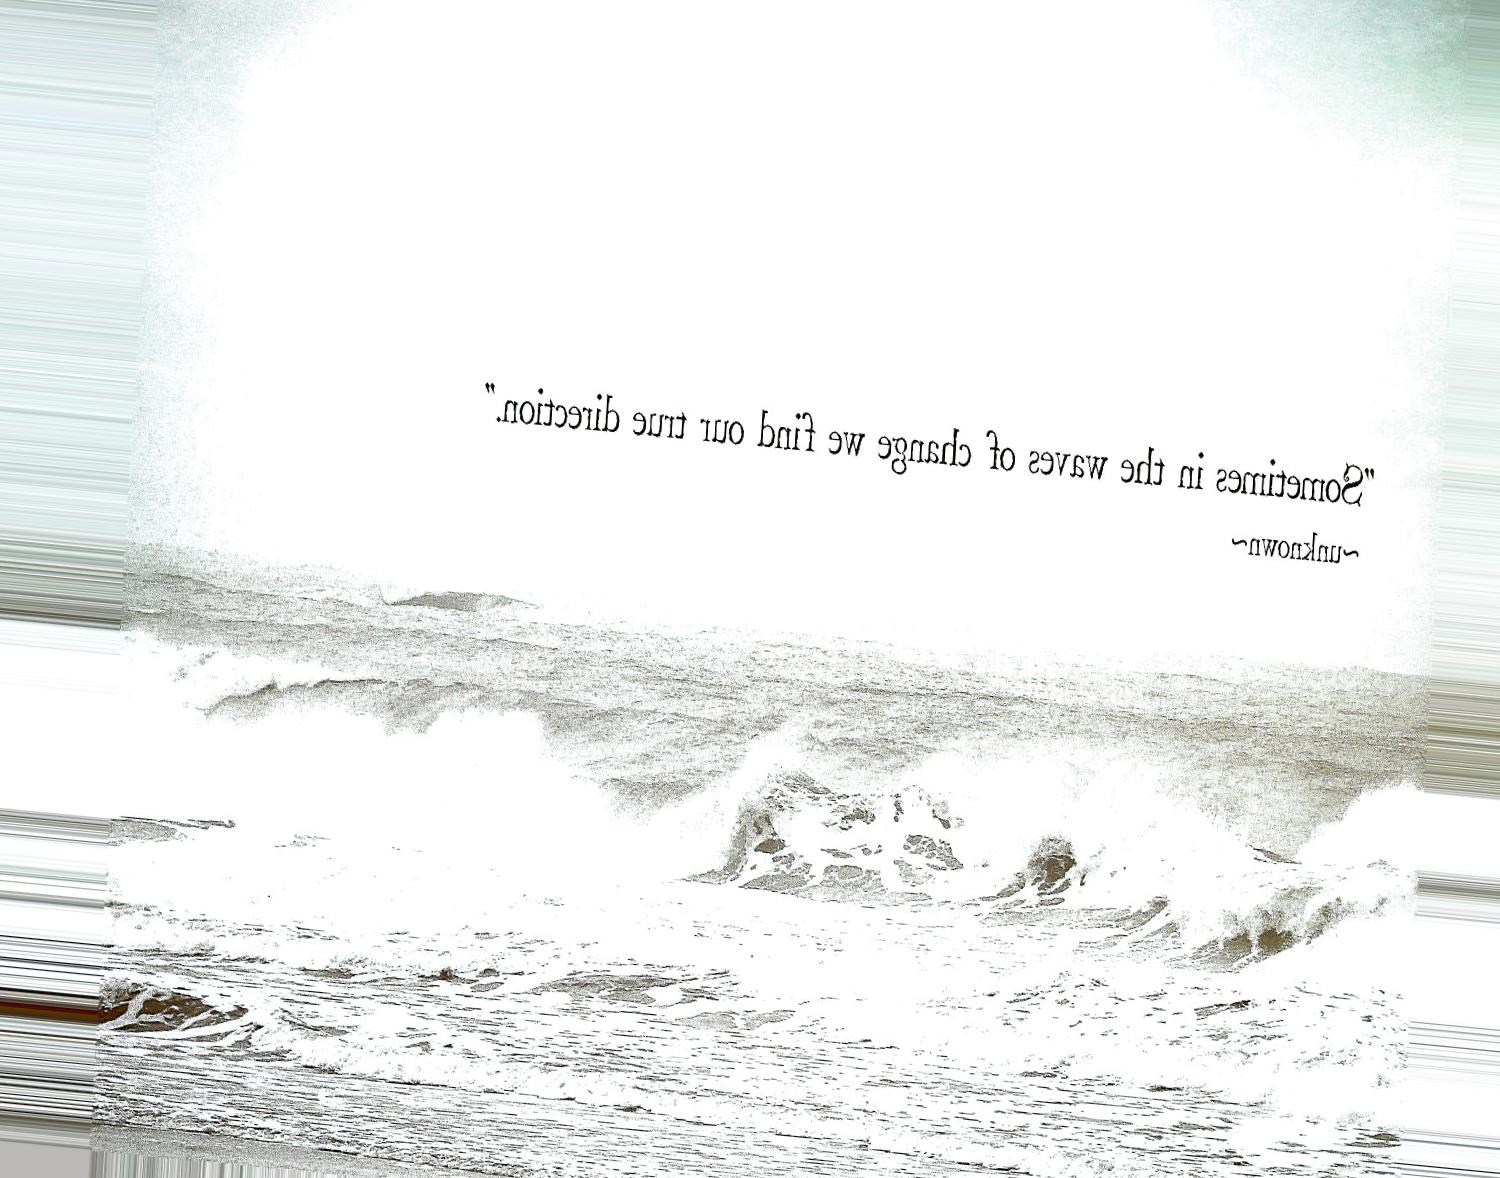 "Sometimes in the waves of change we find our true direction."
~unknown~